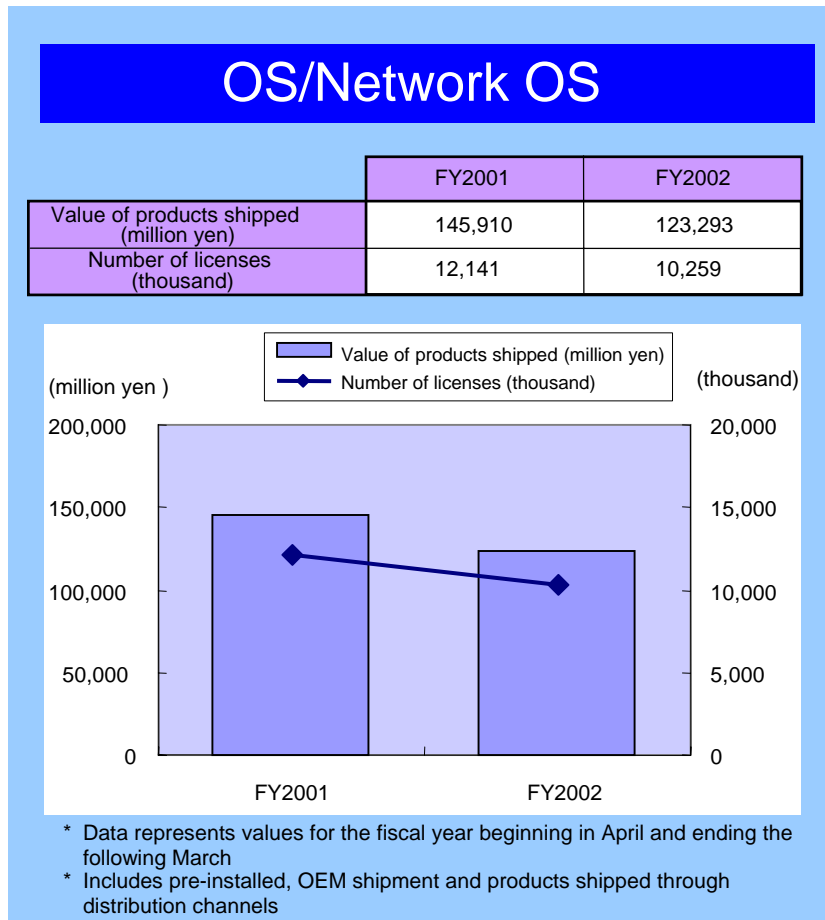 OS/Network OS
FY2001 FY2002
Value of products shipped
(million yen) 145,910 123,293
Number of licenses
(thousand) 12,141 10,259
Value of products shipped (million yen)
Number of licenses (thousand)
(million yen ) (thousand)
200,000 20,000
150,000 15,000
100,000 10,000
50,000 5,000
0 0
FY2001 FY2002
* Data represents values for the fiscal year beginning in April and ending the
following March
* Includes pre-installed, OEM shipment and products shipped through
distribution channels